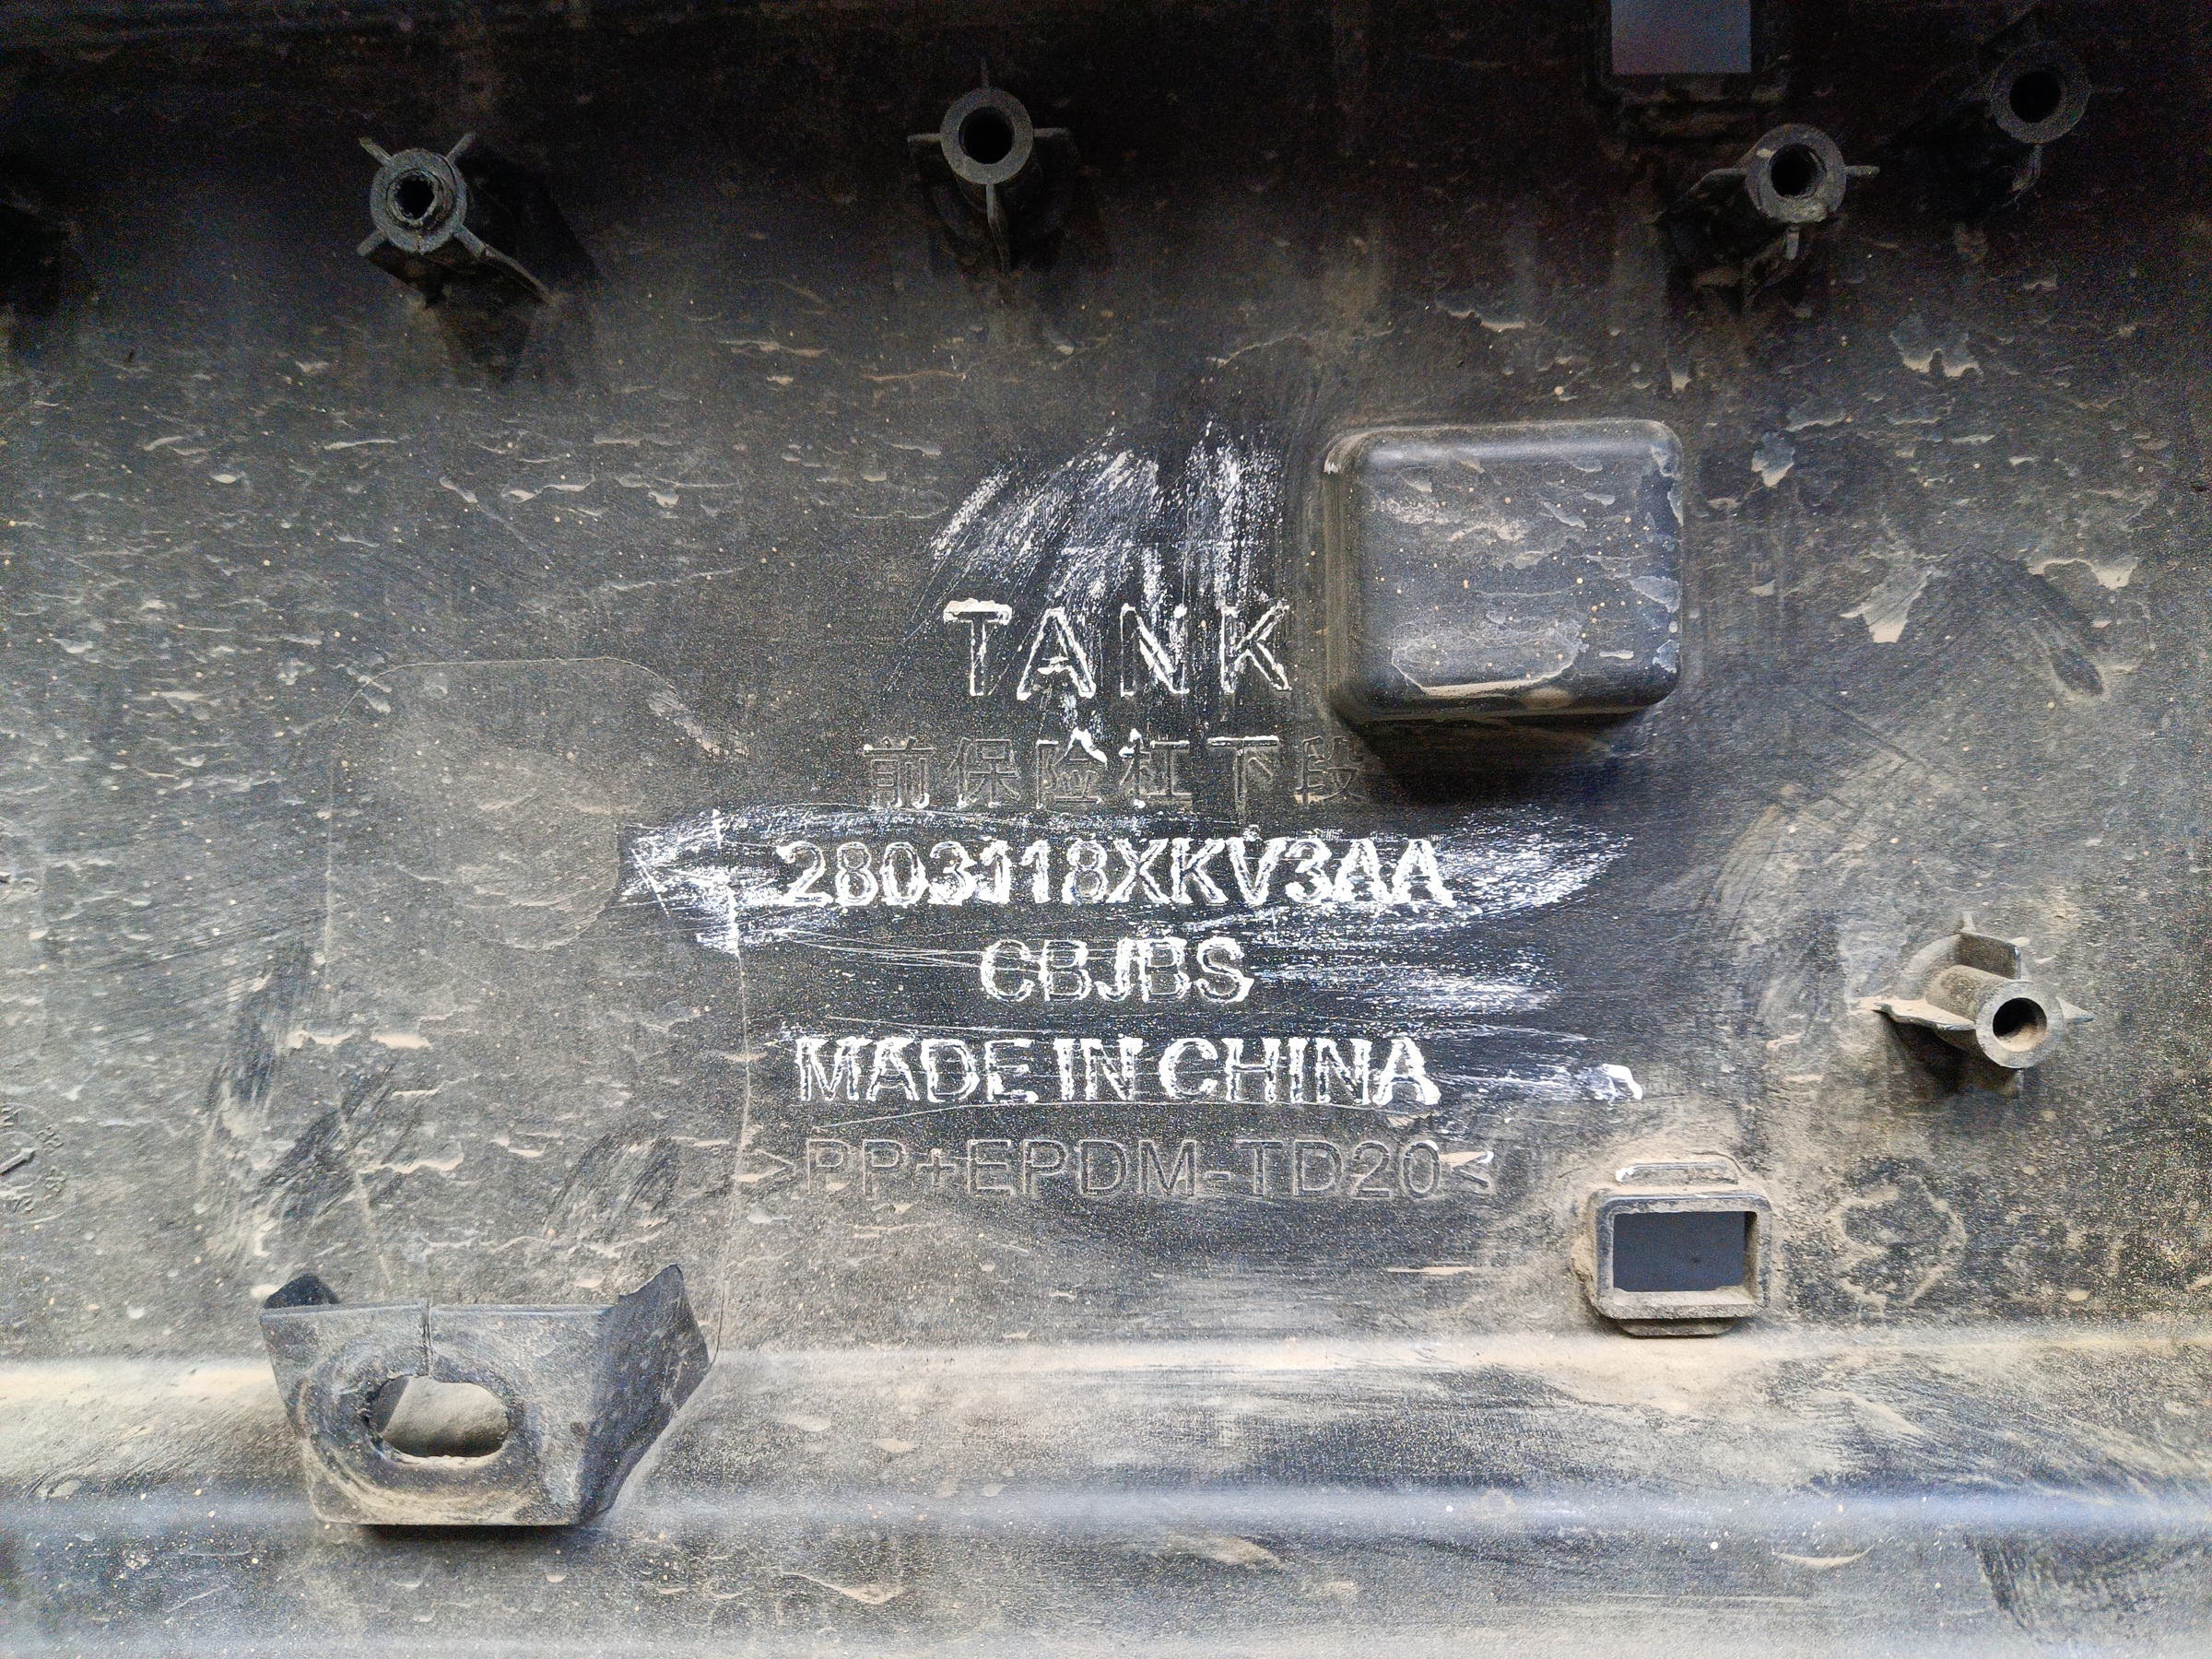 TANK
前保险杠下段
2803118XKV3AA
CBJBS
MADE IN CHINA
>PP+EPDM-TD20<